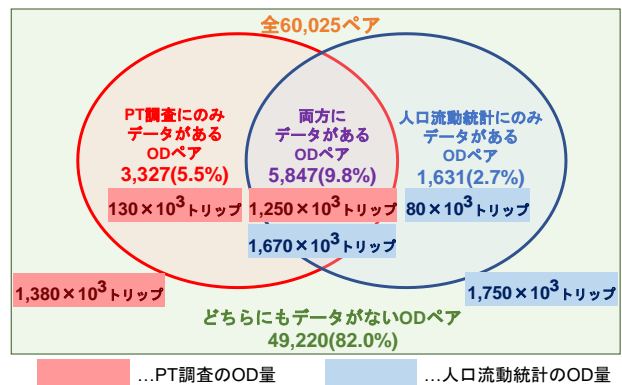 全60,025ペア
PT調査にのみ
データがある
ODペア
3,327(5.5%)
両方に
データがある
ODペア
5,847(9.8%)
人口流動統計にのみ
データがある
ODペア
1,631(2.7%)
130×10³トリップ
1,250×10³トリップ
80×10³トリップ
1,670×10³トリップ
1,380×10³トリップ
1,750×10³トリップ
どちらにもデータがないODペア
49,220(82.0%)
…PT調査のOD量
…人口流動統計のOD量